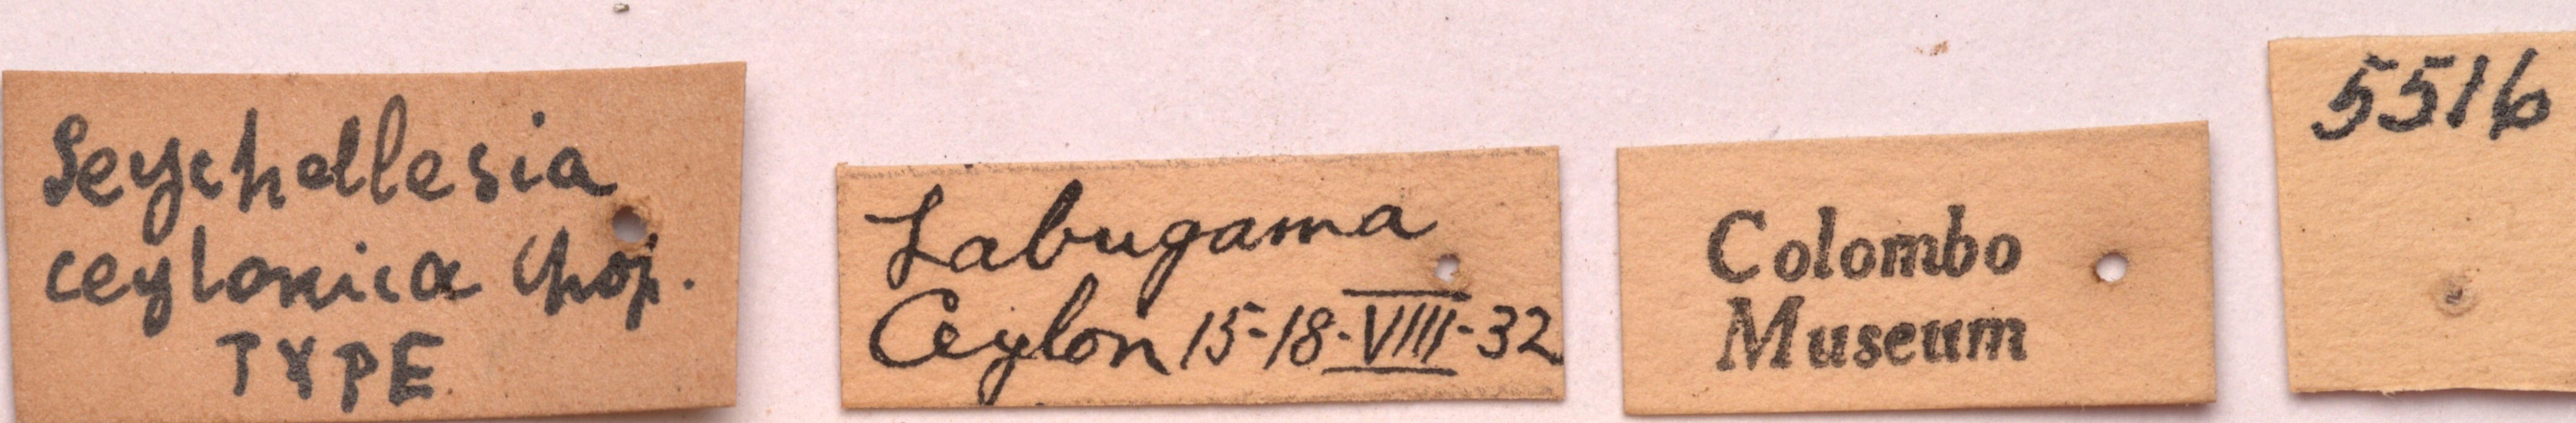 Seychellesia
ceylonica Chop.
TYPE
Labugama
Ceylon 15-18-VIII-32
Colombo
Museum
5516